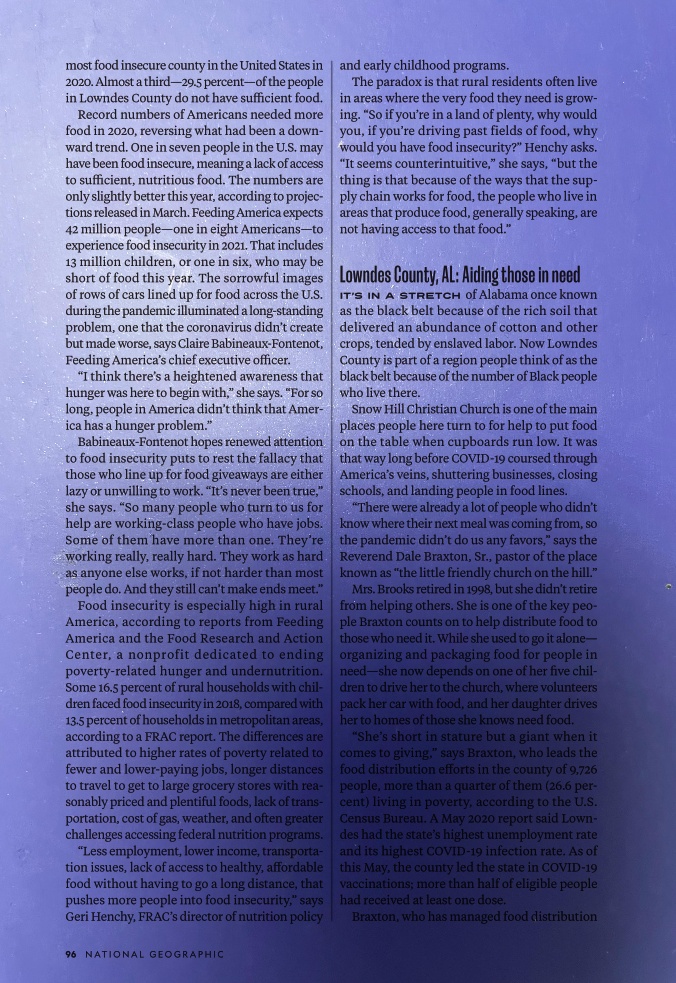 most food insecure county in the United States in
2020. Almost a third—29.5 percent—of the people
in Lowndes County do not have sufficient food.
Record numbers of Americans needed more
food in 2020, reversing what had been a down-
ward trend. One in seven people in the U.S. may
have been food insecure, meaning a lack of access
to sufficient, nutritious food. The numbers are
only slightly better this year, according to projec-
tions released in March. Feeding America expects
42 million people—one in eight Americans—to
experience food insecurity in 2021. That includes
13 million children, or one in six, who may be
short of food this year. The sorrowful images
of rows of cars lined up for food across the U.S.
during the pandemic illuminated a long-standing
problem, one that the coronavirus didn't create
but made worse, says Claire Babineaux-Fontenot,
Feeding America's chief executive officer.
"I think there's a heightened awareness that
hunger was here to begin with," she says. "For so
long, people in America didn't think that Amer-
ica has a hunger problem."
Babineaux-Fontenot hopes renewed attention
to food insecurity puts to rest the fallacy that
those who line up for food giveaways are either
lazy or unwilling to work. "It's never been true,"
she says. "So many people who turn to us for
help are working-class people who have jobs.
Some of them have more than one. They're
working really, really hard. They work as hard
as anyone else works, if not harder than most
people do. And they still can't make ends meet."
Food insecurity is especially high in rural
America, according to reports from Feeding
America and the Food Research and Action
Center, a nonprofit dedicated to ending
poverty-related hunger and undernutrition.
Some 16.5 percent of rural households with chil-
dren faced food insecurity in 2018, compared with
13.5 percent of households in metropolitan areas,
according to a FRAC report. The differences are
attributed to higher rates of poverty related to
fewer and lower-paying jobs, longer distances
to travel to get to large grocery stores with rea-
sonably priced and plentiful foods, lack of trans-
portation, cost of gas, weather, and often greater
challenges accessing federal nutrition programs.
"Less employment, lower income, transporta-
tion issues, lack of access to healthy, affordable
food without having to go a long distance, that
pushes more people into food insecurity," says
Geri Henchy, FRAC's director of nutrition policy
and early childhood programs.
The paradox is that rural residents often live
in areas where the very food they need is grow-
ing. "So if you're in a land of plenty, why would
you, if you're driving past fields of food, why
would you have food insecurity?" Henchy asks.
"It seems counterintuitive," she says, "but the
thing is that because of the ways that the sup-
ply chain works for food, the people who live in
areas that produce food, generally speaking, are
not having access to that food."
Lowndes County, AL: Aiding those in need
IT'S IN A STRETCH of Alabama once known
as the black belt because of the rich soil that
delivered an abundance of cotton and other
crops, tended by enslaved labor. Now Lowndes
County is part of a region people think of as the
black belt because of the number of Black people
who live there.
Snow Hill Christian Church is one of the main
places people here turn to for help to put food
on the table when cupboards run low. It was
that way long before COVID-19 coursed through
America's veins, shuttering businesses, closing
schools, and landing people in food lines.
"There were already a lot of people who didn't
know where their next meal was coming from, so
the pandemic didn't do us any favors," says the
Reverend Dale Braxton, Sr., pastor of the place
known as "the little friendly church on the hill."
Mrs. Brooks retired in 1998, but she didn't retire
from helping others. She is one of the key peo-
ple Braxton counts on to help distribute food to
those who need it. While she used to go it alone—
organizing and packaging food for people in
need—she now depends on one of her five chil-
dren to drive her to the church, where volunteers
pack her car with food, and her daughter drives
her to homes of those she knows need food.
"She's short in stature but a giant when it
comes to giving," says Braxton, who leads the
food distribution efforts in the county of 9,726
people, more than a quarter of them (26.6 per-
cent) living in poverty, according to the U.S.
Census Bureau. A May 2020 report said Lown-
des had the state's highest unemployment rate
and its highest COVID-19 infection rate. As of
this May, the county led the state in COVID-19
vaccinations; more than half of eligible people
had received at least one dose.
Braxton, who has managed food distribution
96 NATIONAL GEOGRAPHIC